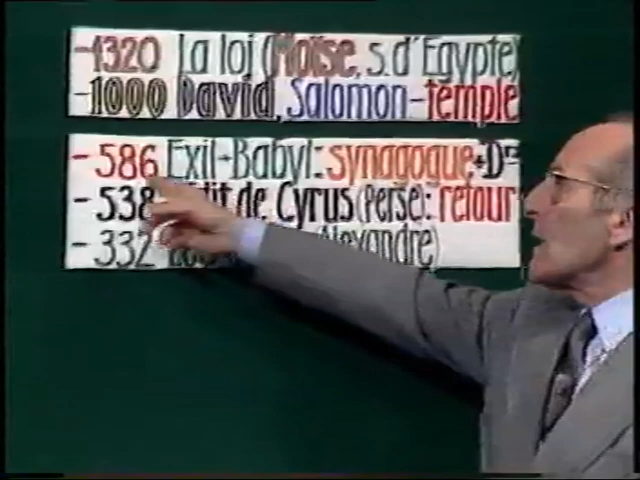 -1320 La loi (Moïse, s. d'Egypte)
-1000 David, Salomon-temple
-586 Exil-Babyl: synagogue+D
-538 de Cyrus (Perse): retour
-332 (Alexandre)